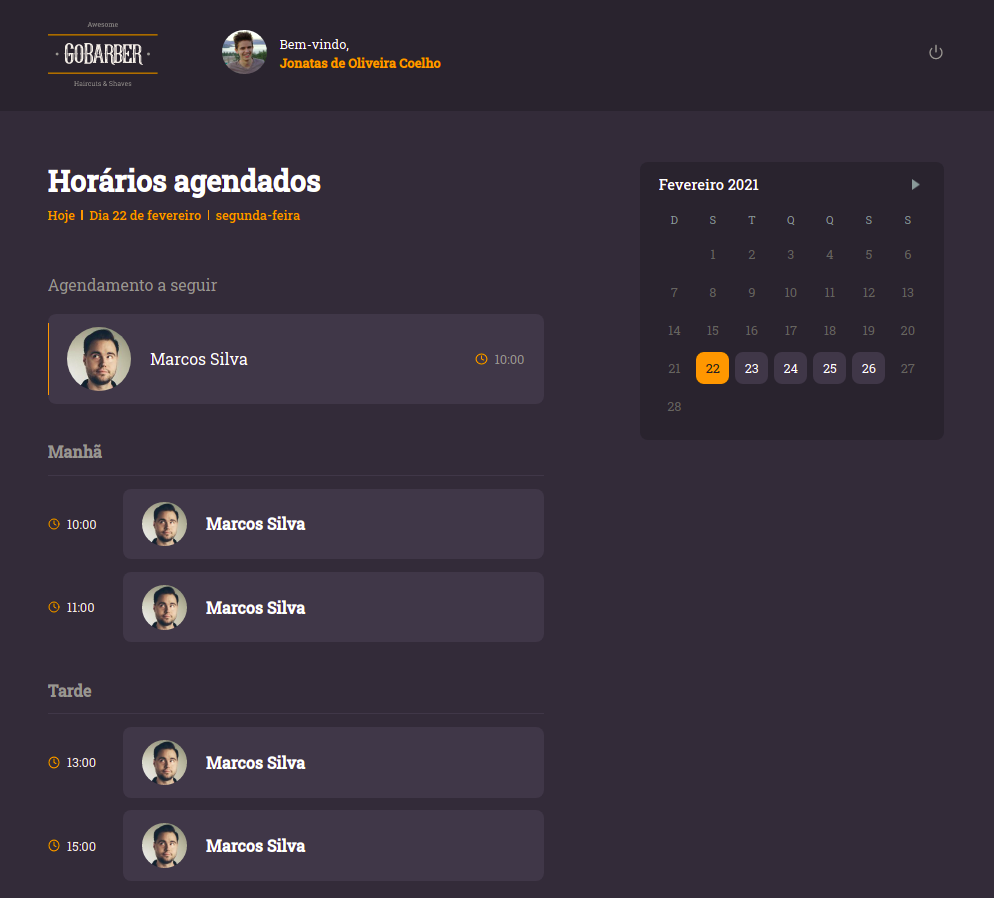 Awesome
GOBARBER
Haircuts & Shaves
Bem-vindo,
Jonatas de Oliveira Coelho
Horários agendados
Hoje | Dia 22 de fevereiro | segunda-feira
Agendamento a seguir
Marcos Silva 10:00
Manhã
10:00 Marcos Silva
11:00 Marcos Silva
Tarde
13:00 Marcos Silva
15:00 Marcos Silva
Fevereiro 2021
D S T Q Q S S
1 2 3 4 5 6
7 8 9 10 11 12 13
14 15 16 17 18 19 20
21 22 23 24 25 26 27
28